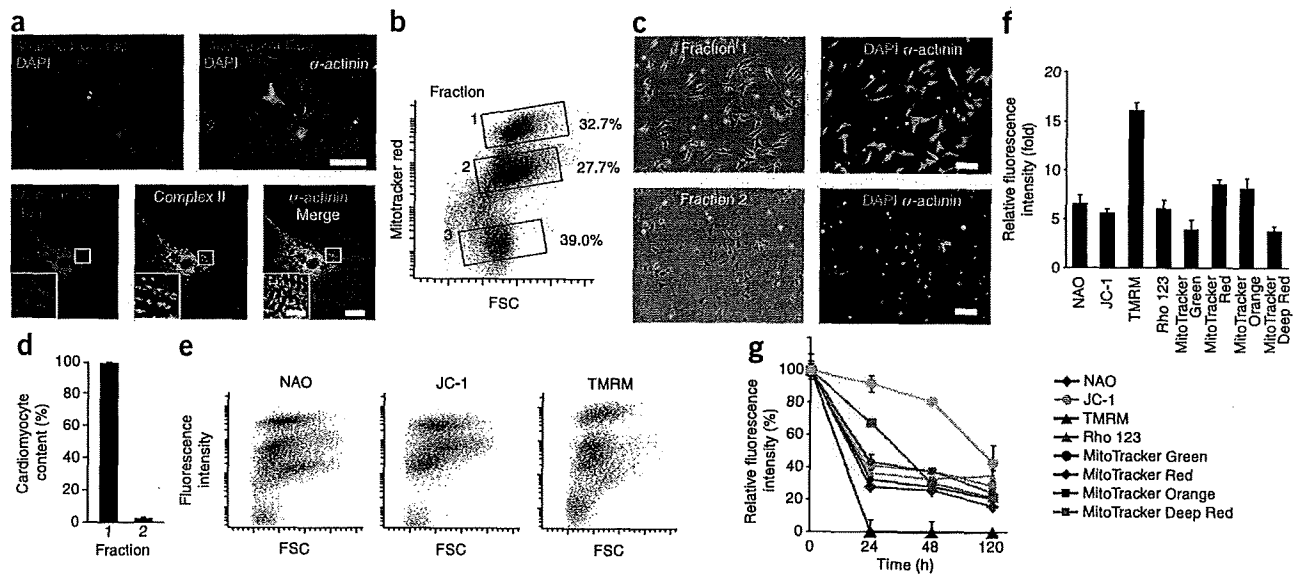 a
DAPI
DAPI
α-actinin
Complex II
α-actinin
Merge
b
Fraction
1
2
3
32.7%
27.7%
39.0%
Mitotracker red
FSC
c
Fraction 1
DAPI α-actinin
Fraction 2
DAPI α-actinin
d
Cardiomyocyte
content (%)
100
80
60
40
20
0
1
2
Fraction
e
NAO
JC-1
TMRM
Fluorescence
intensity
FSC
FSC
FSC
f
Relative fluorescence
intensity (fold)
20
15
10
5
0
NAO
JC-1
TMRM
Rho 123
MitoTracker
Green
MitoTracker
Red
MitoTracker
Orange
MitoTracker
Deep Red
g
Relative fluorescence
intensity (%)
100
80
60
40
20
0
0
24
48
120
Time (h)
NAO
JC-1
TMRM
Rho 123
MitoTracker Green
MitoTracker Red
MitoTracker Orange
MitoTracker Deep Red